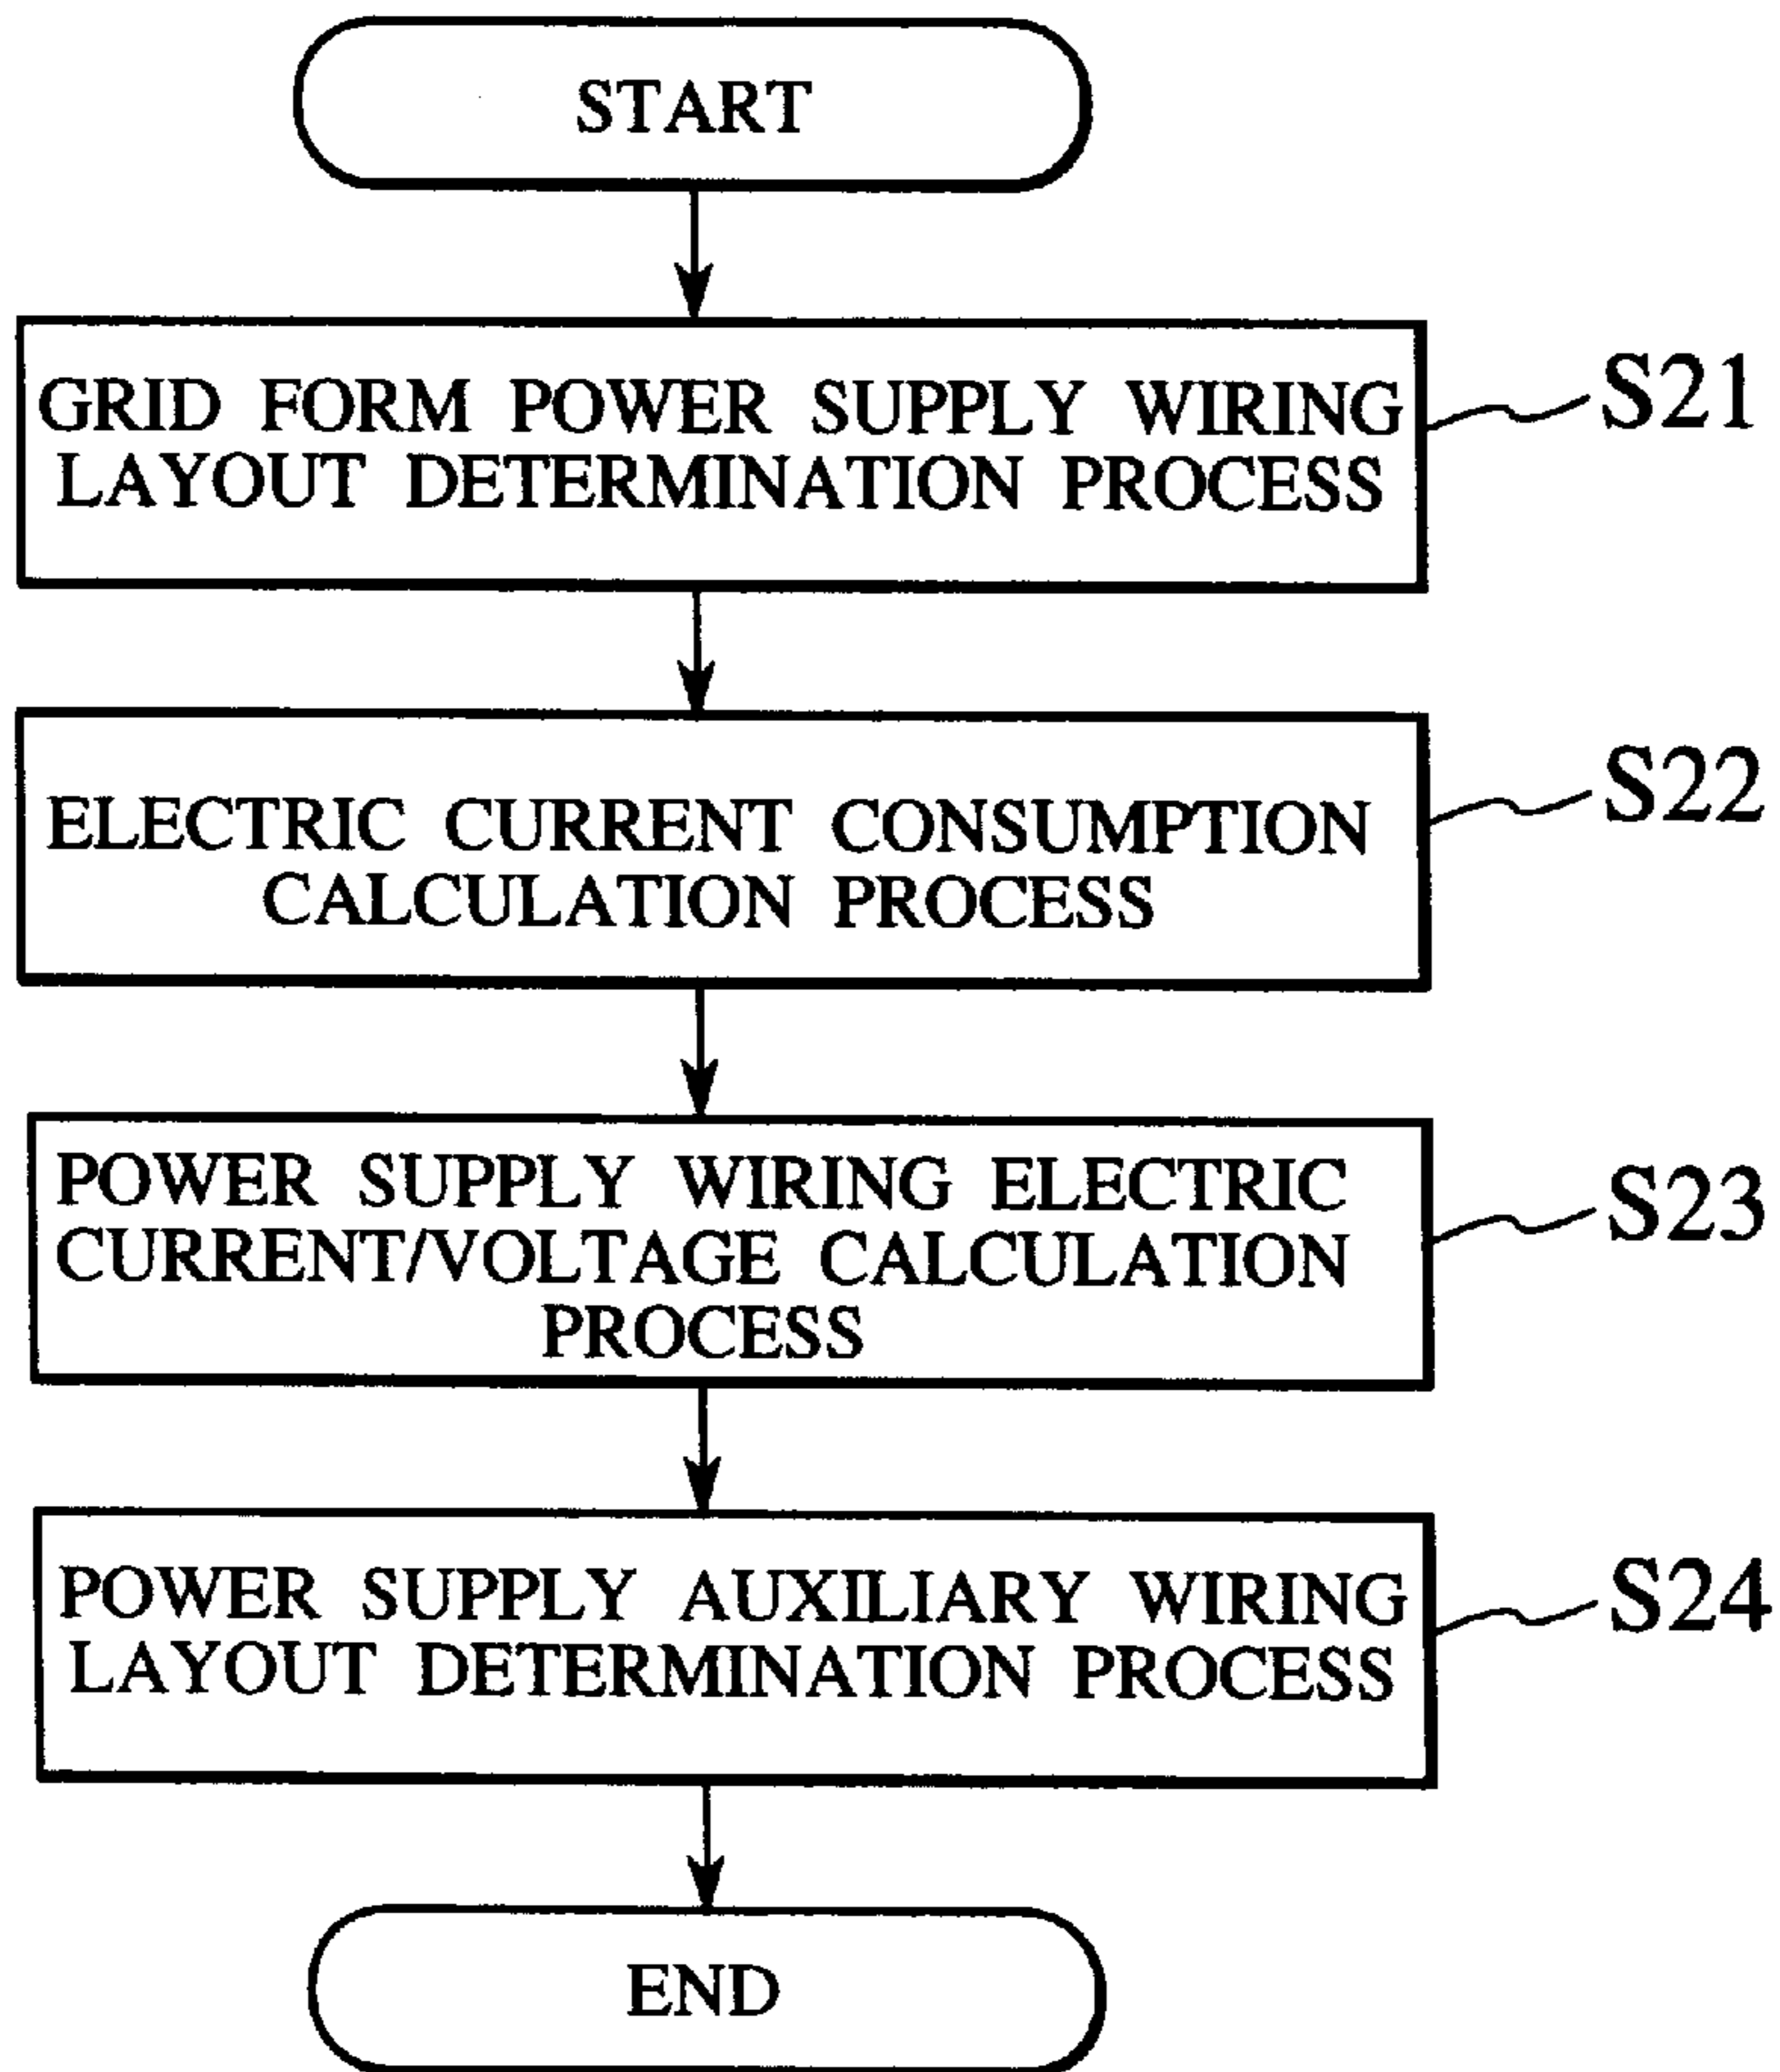 START
GRID FORM POWER SUPPLY WIRING
LAYOUT DETERMINATION PROCESS
S21
ELECTRIC CURRENT CONSUMPTION
CALCULATION PROCESS
S22
POWER SUPPLY WIRING ELECTRIC
CURRENT/VOLTAGE CALCULATION
PROCESS
S23
POWER SUPPLY AUXILIARY WIRING
LAYOUT DETERMINATION PROCESS
S24
END